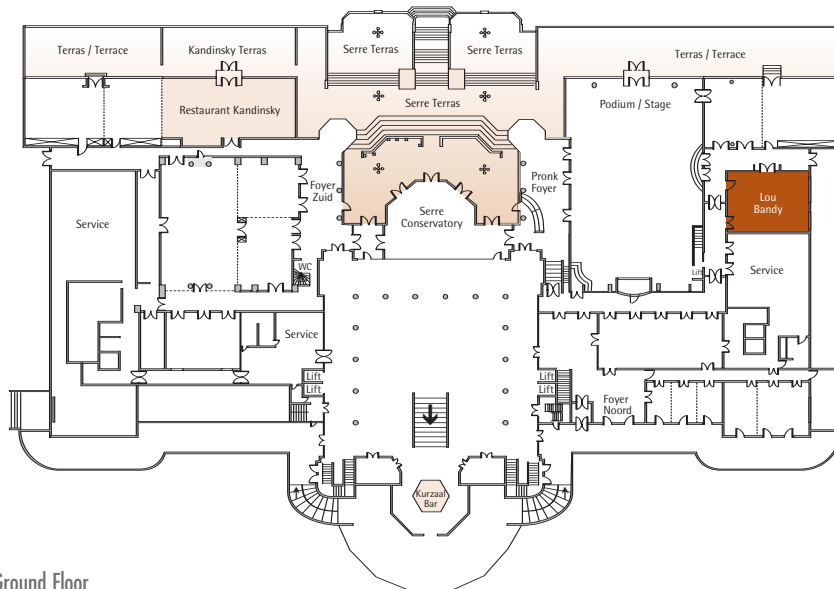 Terras / Terrace
Kandinsky Terras
Serre Terras
Serre Terras
Terras / Terrace
Restaurant Kandinsky
Serre Terras
Podium / Stage
Foyer
Zuid
Pronk
Foyer
Lou
Bandy
Service
Serre
Conservatory
WC
Lift
Service
Service
Lift
Lift
Lift
Lift
Foyer
Noord
Kurzaal
Bar
Ground Floor